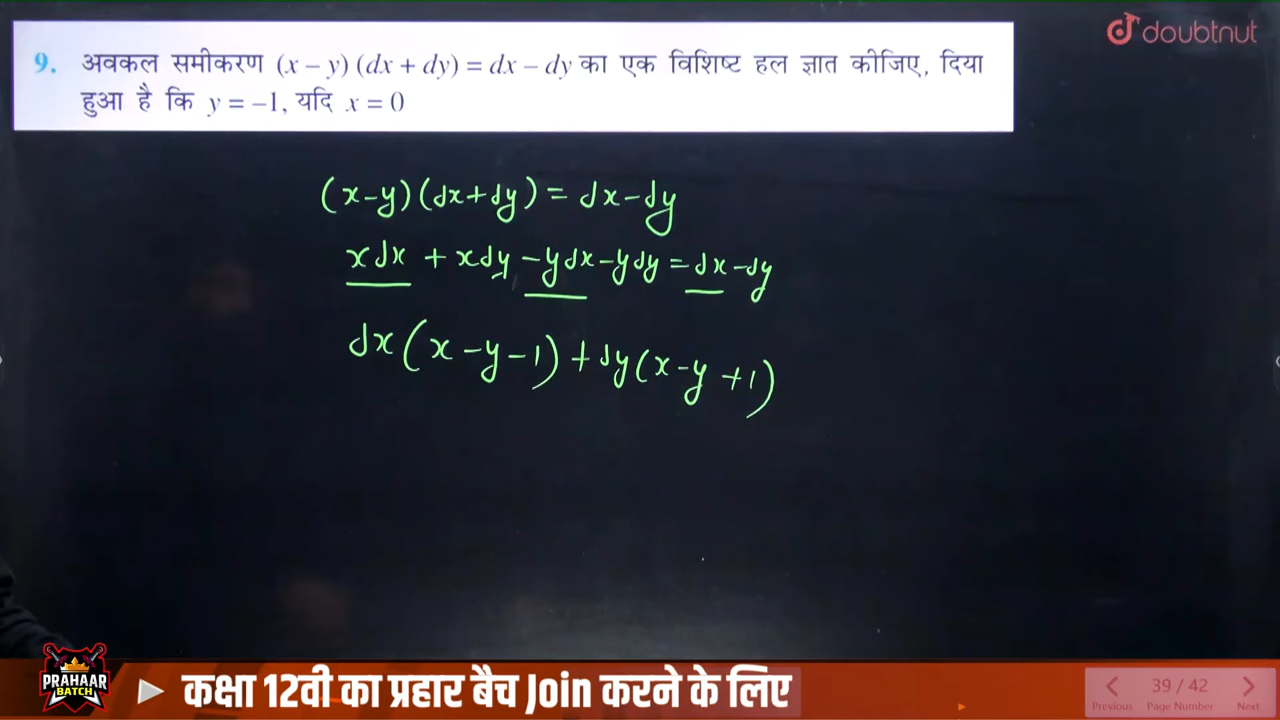 doubtnut
9. अवकल समीकरण (x – y) (dx + dy) = dx – dy का एक विशिष्ट हल ज्ञात कीजिए, दिया
हुआ है कि y = –1, यदि x = 0
(x-y)(dx+dy) = dx-dy
xdx + xdy -ydx-ydy = dx-dy
dx(x-y-1)+dy(x-y+1)
PRAHAAR
BATCH
कक्षा 12वी का प्रहार बैच Join करने के लिए
39 / 42
Previous Page Number Next